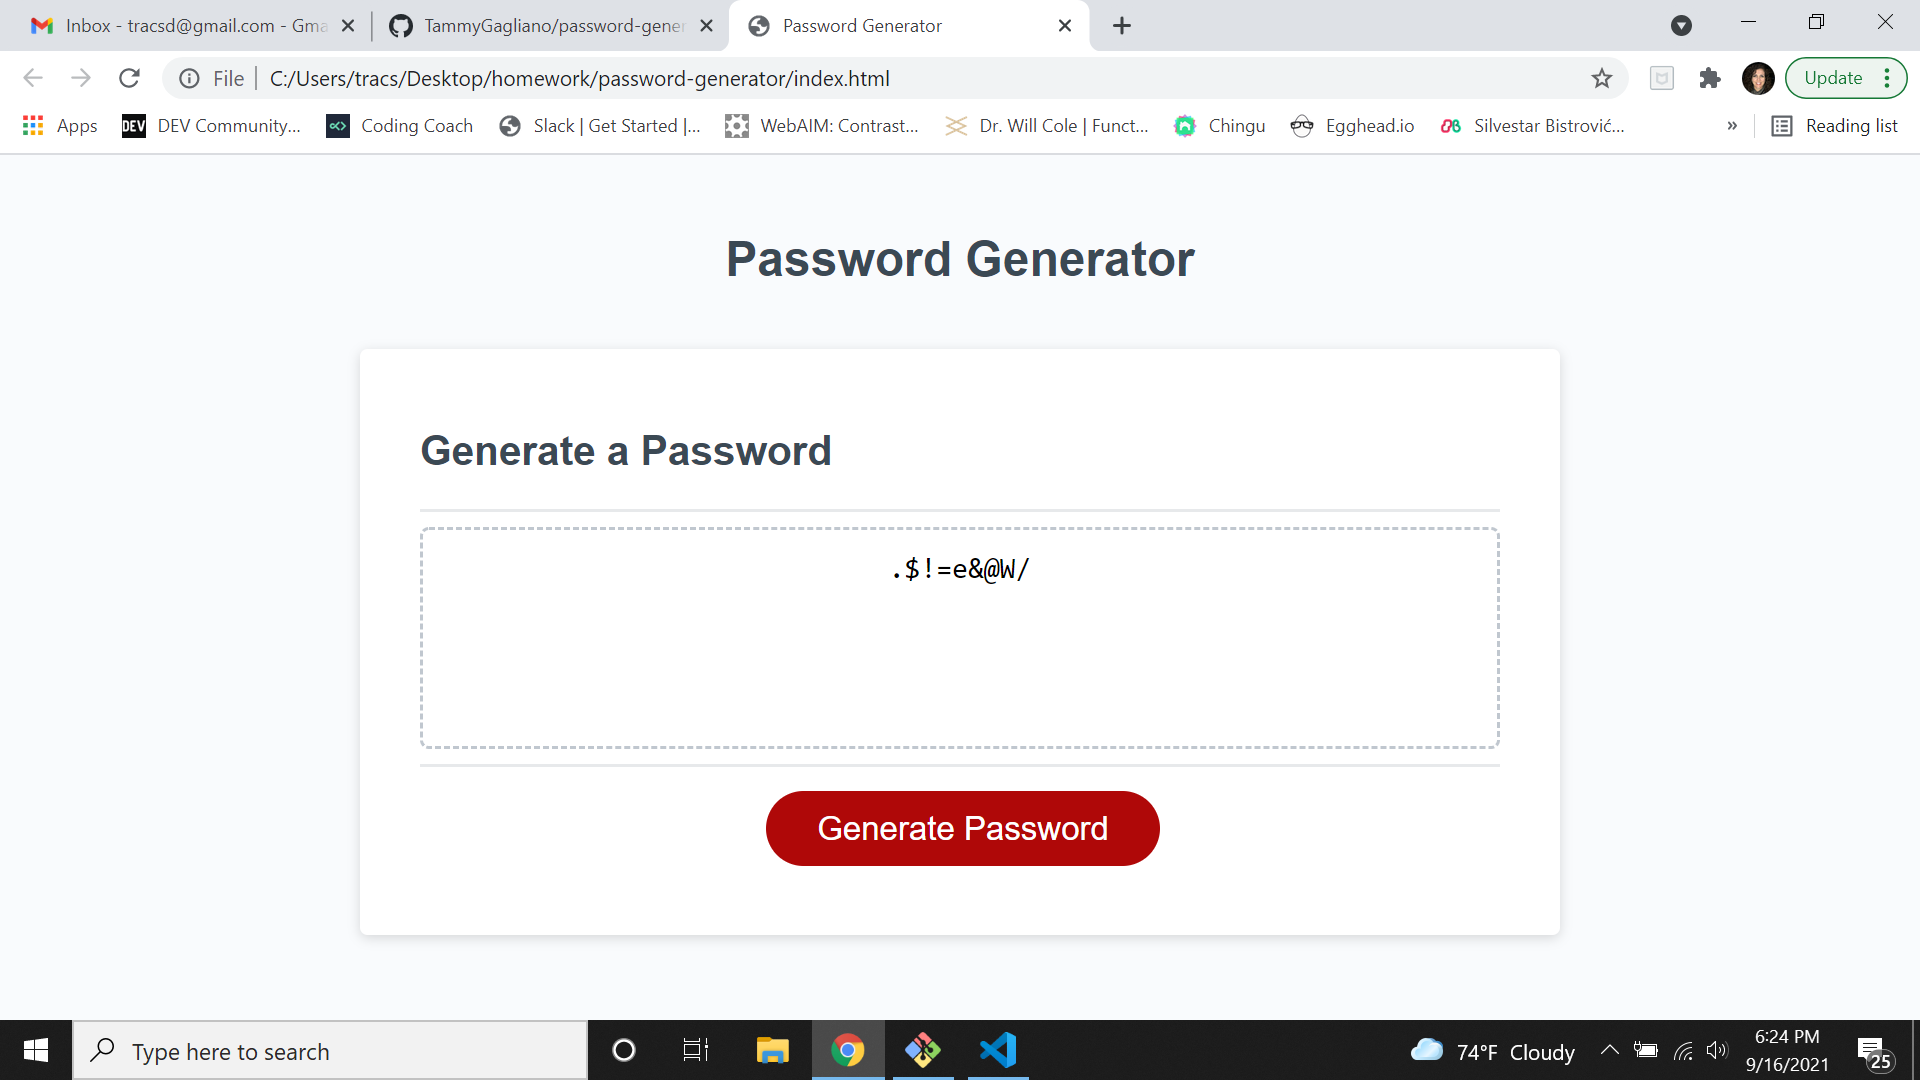 Inbox - tracsd@gmail.com - Gma
TammyGagliano/password-gener
Password Generator
File
C:/Users/tracs/Desktop/homework/password-generator/index.html
Update
Apps
DEV
DEV Community...
Coding Coach
Slack | Get Started |...
WebAIM: Contrast...
Dr. Will Cole | Funct...
Chingu
Egghead.io
Silvestar Bistrović...
»
Reading list
Password Generator
Generate a Password
.$!=e&@W/
Generate Password
Type here to search
74°F Cloudy
6:24 PM
9/16/2021
25